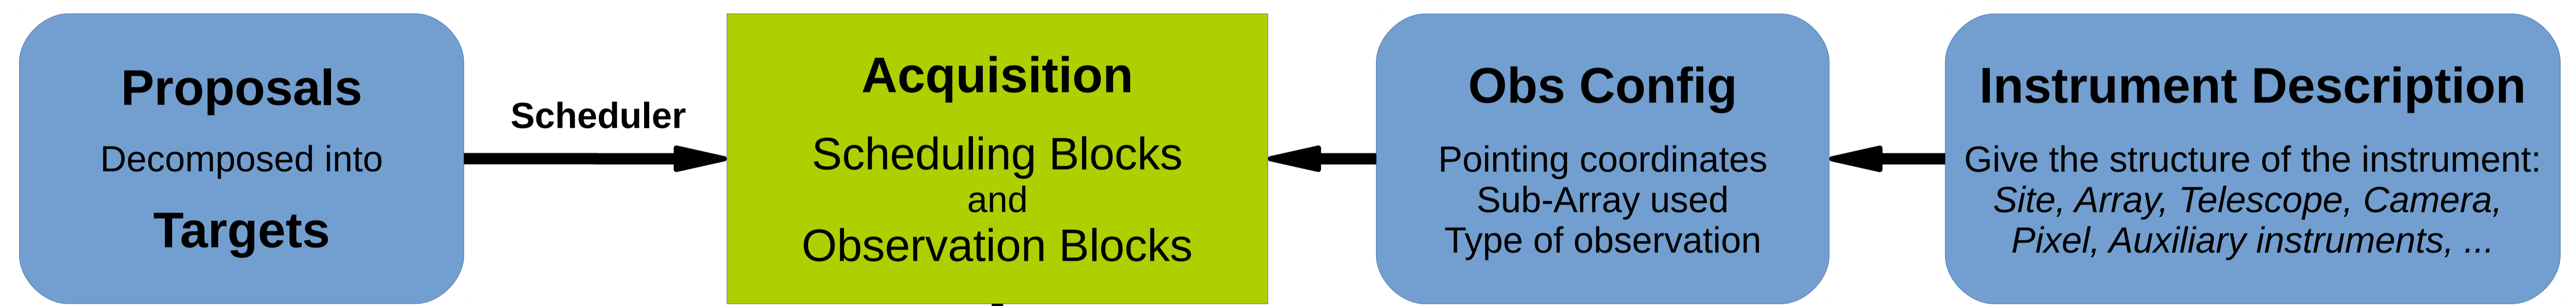 Proposals
Decomposed into
Targets
Scheduler
Acquisition
Scheduling Blocks
and
Observation Blocks
Obs Config
Pointing coordinates
Sub-Array used
Type of observation
Instrument Description
Give the structure of the instrument:
Site, Array, Telescope, Camera,
Pixel, Auxiliary instruments, ...